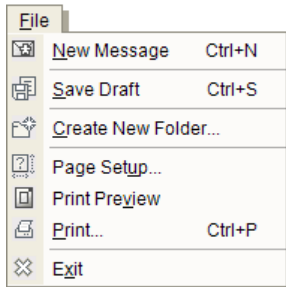 File
New Message Ctrl+N
Save Draft Ctrl+S
Create New Folder...
Page Setup...
Print Preview
Print... Ctrl+P
Exit